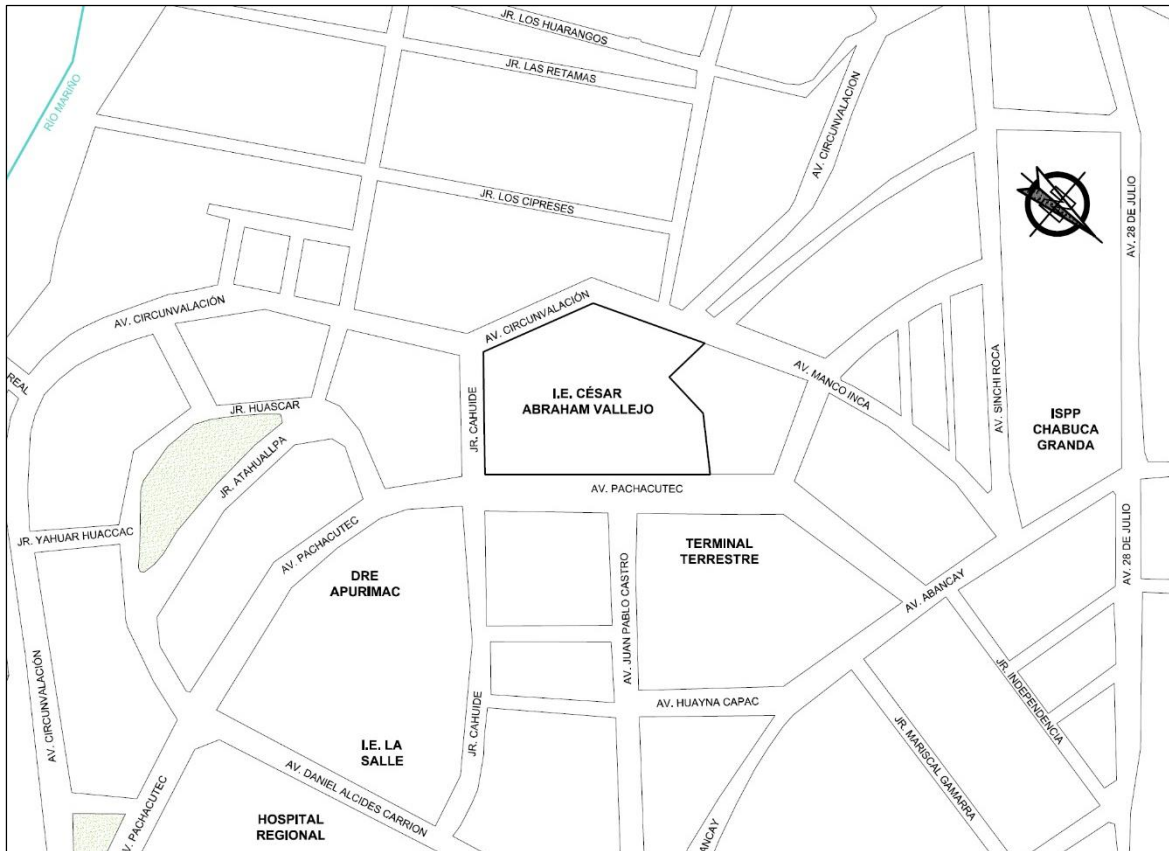 JR. LOS HUARANGOS
JR. LAS RETAMAS
RÍO MARIÑO
AV. CIRCUNVALACION
JR. LOS CIPRESES
AV. 28 DE JULIO
AV. CIRCUNVALACIÓN
AV. CIRCUNVALACIÓN
AV. MANCO INCA
AV. SINCHI ROCA
REAL
JR. HUASCAR
JR. CAHUIDE
I.E. CÉSAR
ABRAHAM VALLEJO
ISPP
CHABUCA
GRANDA
JR. ATAHUALLPA
AV. PACHACUTEC
JR. YAHUAR HUACCAC
AV. PACHACUTEC
DRE
APURIMAC
TERMINAL
TERRESTRE
AV. JUAN PABLO CASTRO
AV. ABANCAY
AV. 28 DE JULIO
AV. CIRCUNVALACIÓN
JR. CAHUIDE
AV. HUAYNA CAPAC
JR. INDEPENDENCIA
I.E. LA
SALLE
JR. MARISCAL GAMARRA
AV. DANIEL ALCIDES CARRION
HOSPITAL
REGIONAL
V. PACHACUTEC
ANCAY